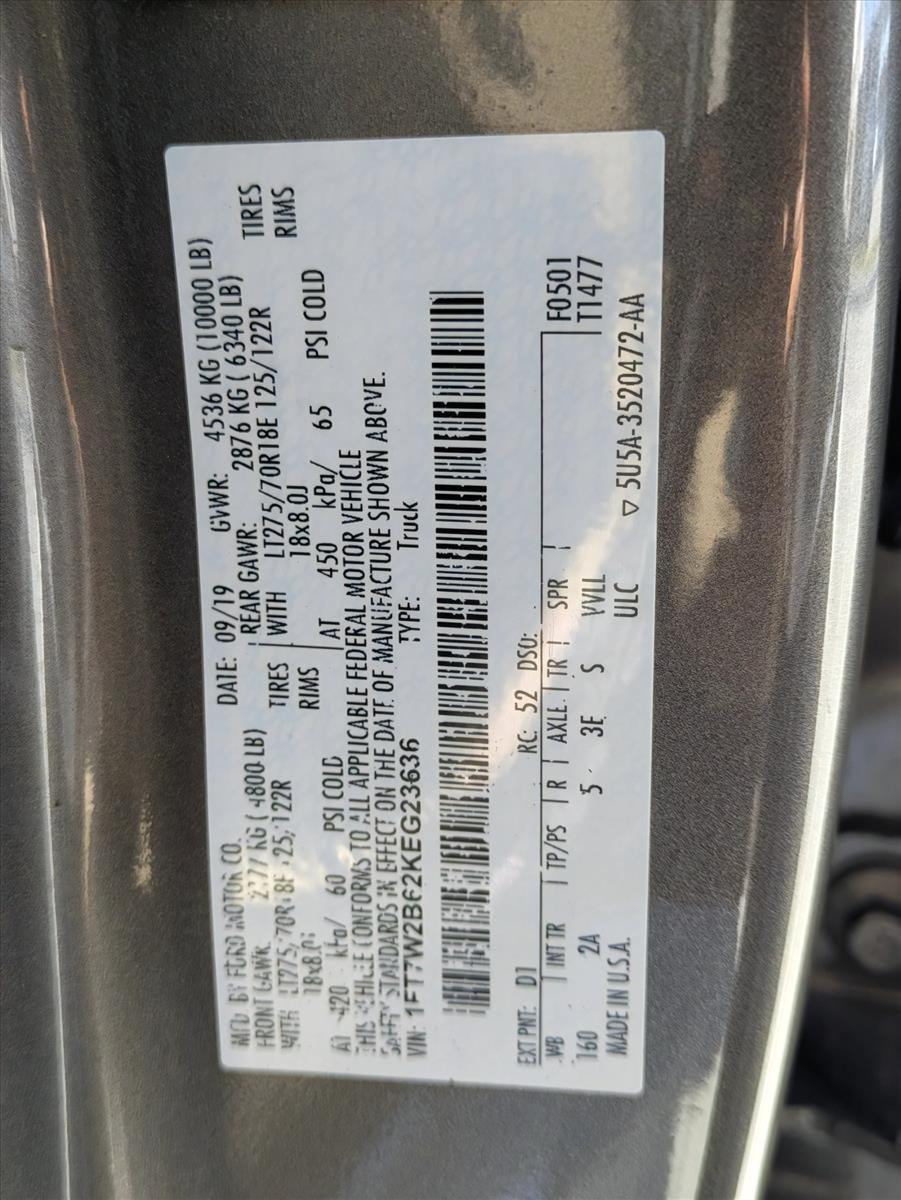 MFD. BY FORD MOTOR CO. DATE: 09/19 GVWR: 4536 KG (10000 LB)
FRONT GAWR: 2177 KG ( 4800 LB) REAR GAWR: 2876 KG ( 6340 LB)
WITH LT275/70R18E 125/122R TIRES WITH LT275/70R18E 125/122R TIRES
18x8.0J RIMS 18x8.0J RIMS
AT 420 kPa/ 60 PSI COLD AT 450 kPa/ 65 PSI COLD
THIS VEHICLE CONFORMS TO ALL APPLICABLE FEDERAL MOTOR VEHICLE
SAFETY STANDARDS IN EFFECT ON THE DATE OF MANUFACTURE SHOWN ABOVE.
VIN: 1FT7W2B62KEG23636 TYPE: Truck
EXT PNT: D1 RC: 52 DSO: F0501
WB INT TR TP/PS R AXLE TR SPR T1477
160 2A 5 3E S VVLL
MADE IN U.S.A. ULC
▽ 5U5A-3520472-AA